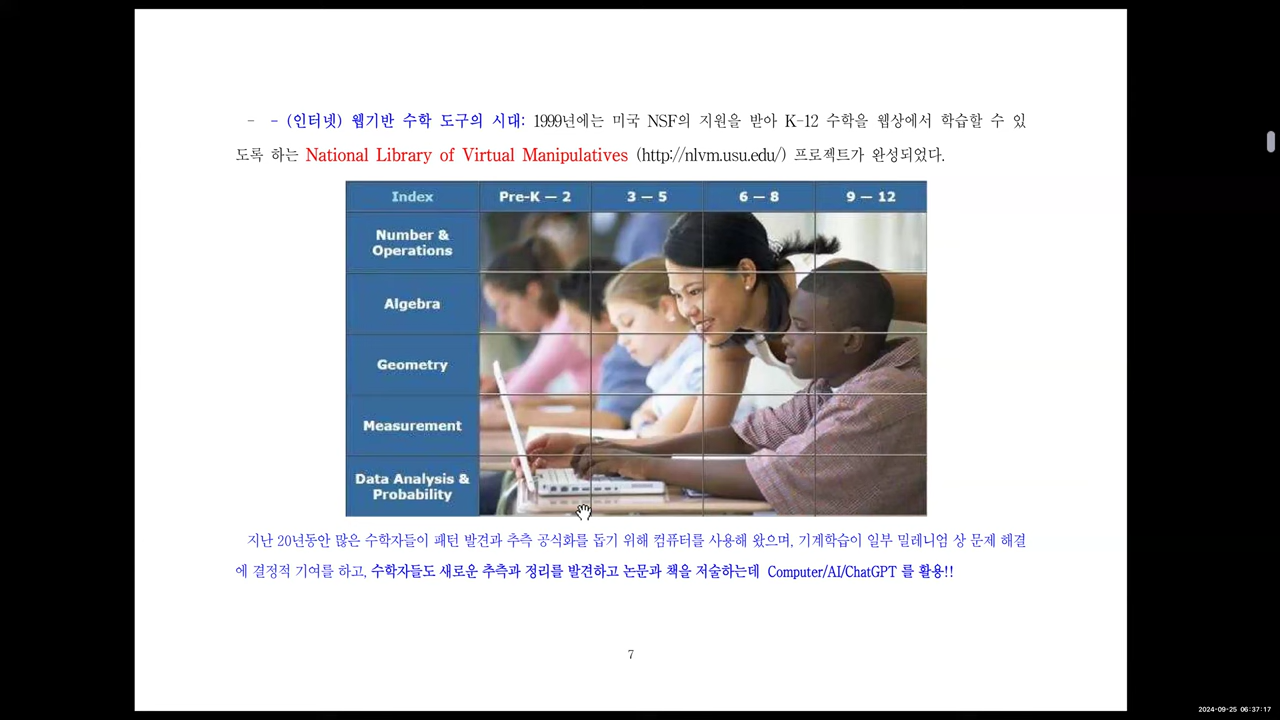 - - (인터넷) 웹기반 수학 도구의 시대: 1999년에는 미국 NSF의 지원을 받아 K-12 수학을 웹상에서 학습할 수 있
도록 하는 National Library of Virtual Manipulatives (http://nlvm.usu.edu/) 프로젝트가 완성되었다.
Index Pre-K — 2 3 — 5 6 — 8 9 — 12
Number &
Operations
Algebra
Geometry
Measurement
Data Analysis &
Probability
지난 20년동안 많은 수학자들이 패턴 발견과 추측 공식화를 돕기 위해 컴퓨터를 사용해 왔으며, 기계학습이 일부 밀레니엄 상 문제 해결
에 결정적 기여를 하고, 수학자들도 새로운 추측과 정리를 발견하고 논문과 책을 저술하는데 Computer/AI/ChatGPT 를 활용!!
7
2024-09-25 06:37:17